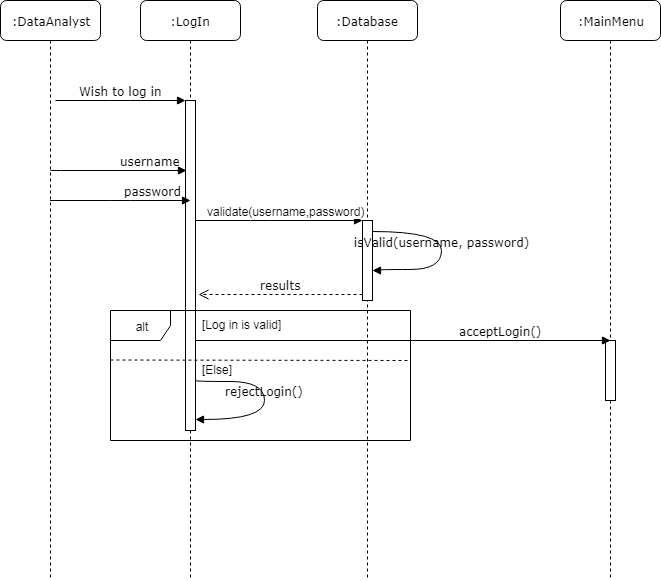 :DataAnalyst
:LogIn
:Database
:MainMenu
Wish to log in
username
password
validate(username,password)
isValid(username, password)
results
alt
[Log in is valid]
acceptLogin()
[Else]
rejectLogin()